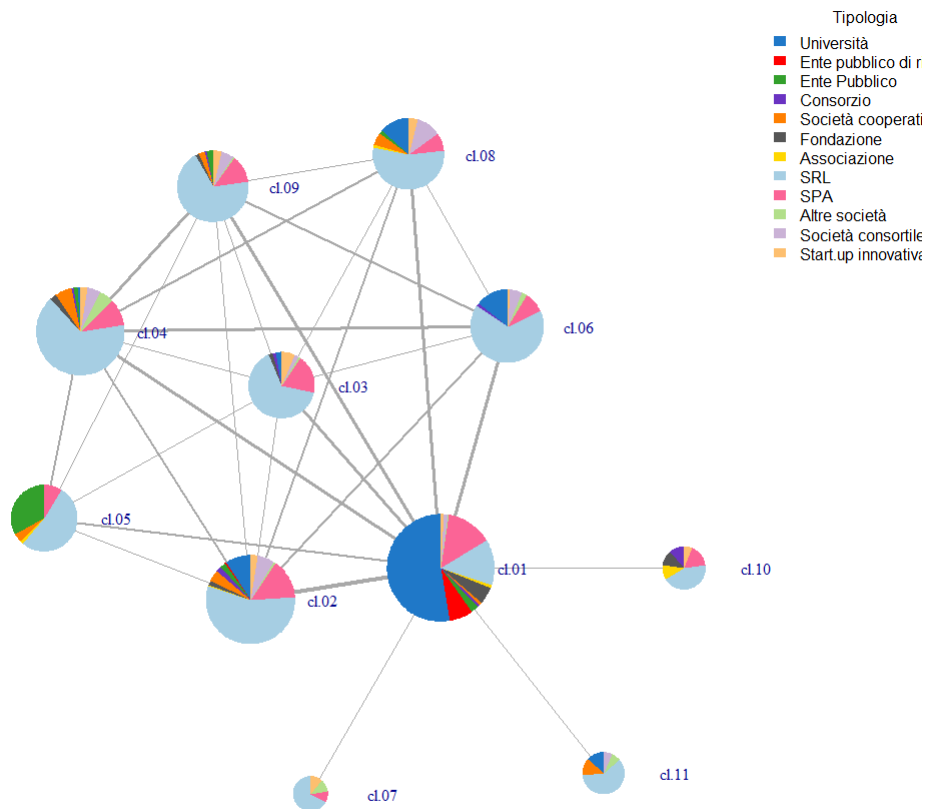 Tipologia
Università
Ente pubblico di r
Ente Pubblico
Consorzio
Società cooperati
Fondazione
Associazione
SRL
SPA
Altre società
Società consortile
Start.up innovativa
cl.08
cl.09
cl.06
cl.04
cl.03
cl.05
cl.01
cl.10
cl.02
cl.11
cl.07